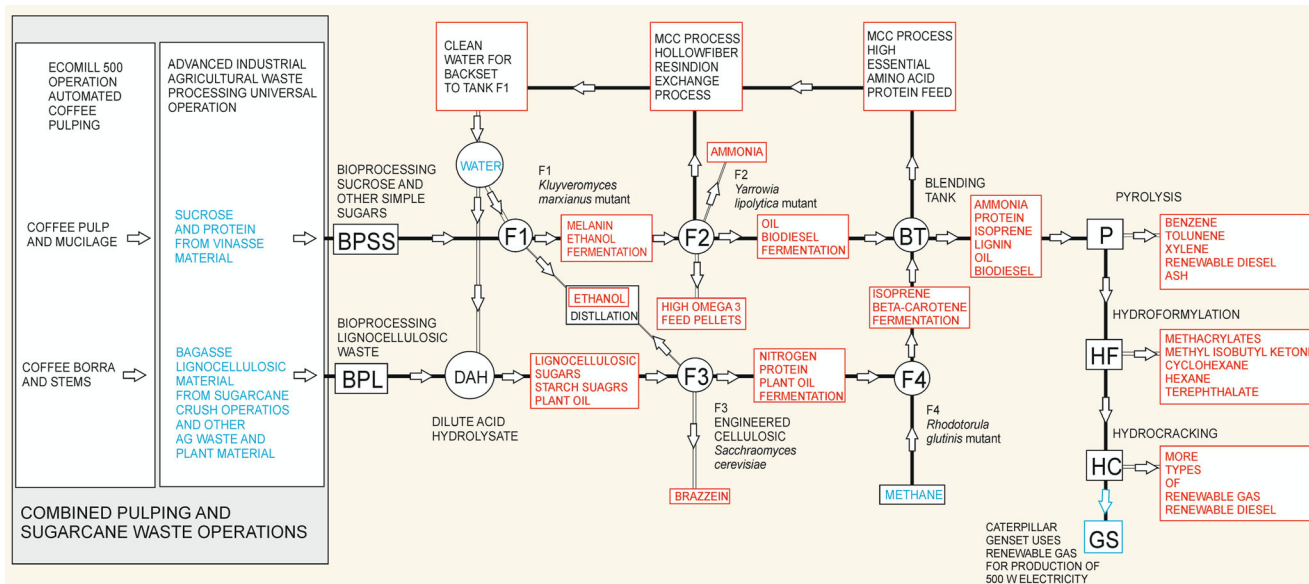 ECOMILL 500
OPERATION
AUTOMATED
COFFEE
PULPING
COFFEE PULP
AND MUCILAGE
COFFEE BORRA
AND STEMS
ADVANCED INDUSTRIAL
AGRICULTURAL WASTE
PROCESSING UNIVERSAL
OPERATION
SUCROSE
AND PROTEIN
FROM VINASSE
MATERIAL
BAGASSE
LIGNOCELLULOSIC
MATERIAL
FROM SUGARCANE
CRUSH OPERATIOS
AND OTHER
AG WASTE AND
PLANT MATERIAL
COMBINED PULPING AND
SUGARCANE WASTE OPERATIONS
BIOPROCESSING
SUCROSE AND
OTHER SIMPLE
SUGARS
BPSS
BIOPROCESSING
LIGNOCELLULOSIC
WASTE
BPL
CLEAN
WATER FOR
BACKSET
TO TANK F1
WATER
F1
Kluyveromyces
marxianus mutant
F1
MELANIN
ETHANOL
FERMENTATION
ETHANOL
DISTLLATION
DAH
DILUTE ACID
HYDROLYSATE
LIGNOCELLULOSIC
SUGARS
STARCH SUAGRS
PLANT OIL
MCC PROCESS
HOLLOWFIBER
RESINDION
EXCHANGE
PROCESS
AMMONIA
F2
Yarrowia
lipolytica mutant
F2
OIL
BIODIESEL
FERMENTATION
HIGH OMEGA 3
FEED PELLETS
F3
F3
ENGINEERED
CELLULOSIC
Sacchraomyces
cerevisiae
BRAZZEIN
NITROGEN
PROTEIN
PLANT OIL
FERMENTATION
MCC PROCESS
HIGH
ESSENTIAL
AMINO ACID
PROTEIN FEED
BLENDING
TANK
BT
ISOPRENE
BETA-CAROTENE
FERMENTATION
F4
F4
Rhodotorula
glutinis mutant
METHANE
AMMONIA
PROTEIN
ISOPRENE
LIGNIN
OIL
BIODIESEL
PYROLYSIS
P
BENZENE
TOLUNENE
XYLENE
RENEWABLE DIESEL
ASH
HYDROFORMYLATION
HF
METHACRYLATES
METHYL ISOBUTYL KETONE
CYCLOHEXANE
HEXANE
TEREPHTHALATE
HYDROCRACKING
HC
MORE
TYPES
OF
RENEWABLE GAS
RENEWABLE DIESEL
GS
CATERPILLAR
GENSET USES
RENEWABLE GAS
FOR PRODUCTION OF
500 W ELECTRICITY